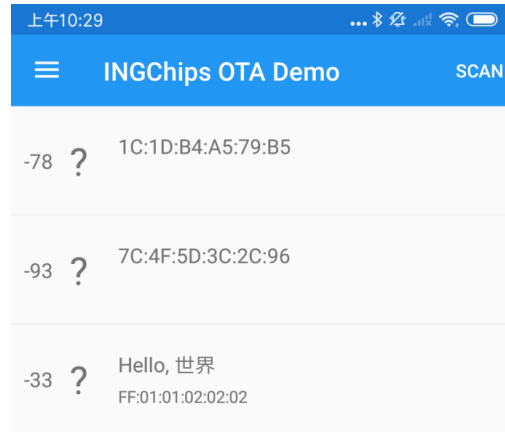 上午10:29
INGChips OTA Demo SCAN
1C:1D:B4:A5:79:B5
-78 ?
7C:4F:5D:3C:2C:96
-93 ?
Hello, 世界
-33 ?
FF:01:01:02:02:02